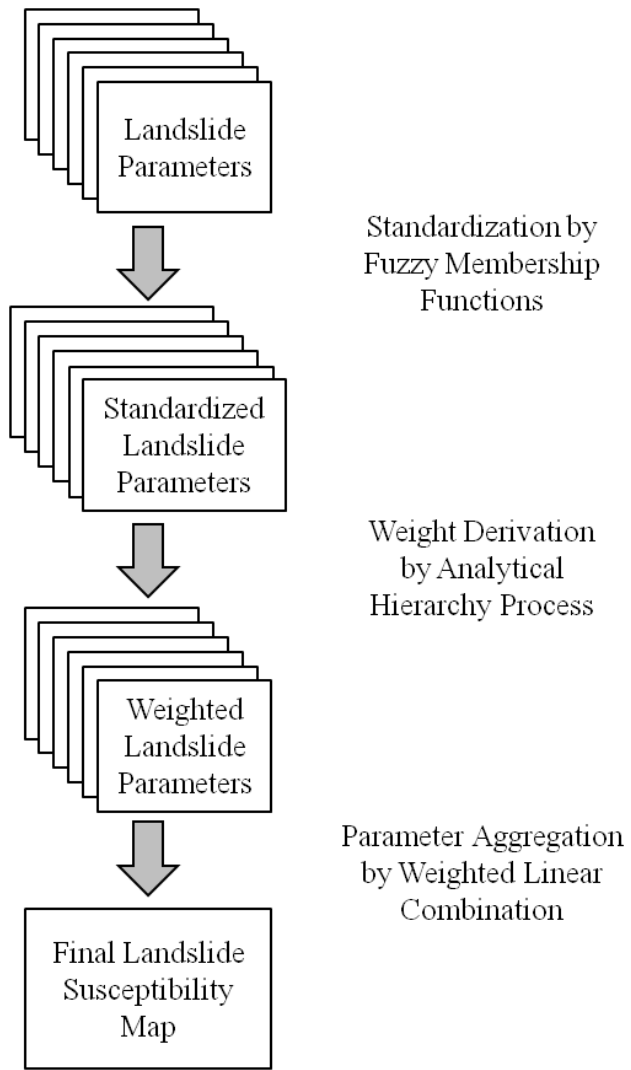 Landslide
Parameters
Standardization by
Fuzzy Membership
Functions
Standardized
Landslide
Parameters
Weight Derivation
by Analytical
Hierarchy Process
Weighted
Landslide
Parameters
Parameter Aggregation
by Weighted Linear
Combination
Final Landslide
Susceptibility
Map